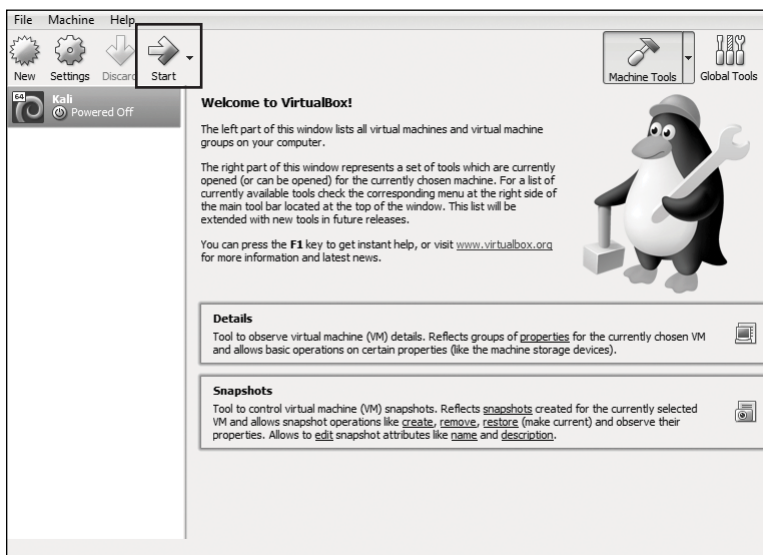 File Machine Help
New Settings Discard Start Machine Tools Global Tools
64
Kali
Powered Off
Welcome to VirtualBox!
The left part of this window lists all virtual machines and virtual machine
groups on your computer.
The right part of this window represents a set of tools which are currently
opened (or can be opened) for the currently chosen machine. For a list of
currently available tools check the corresponding menu at the right side of
the main tool bar located at the top of the window. This list will be
extended with new tools in future releases.
You can press the F1 key to get instant help, or visit www.virtualbox.org
for more information and latest news.
Details
Tool to observe virtual machine (VM) details. Reflects groups of properties for the currently chosen VM
and allows basic operations on certain properties (like the machine storage devices).
Snapshots
Tool to control virtual machine (VM) snapshots. Reflects snapshots created for the currently selected
VM and allows snapshot operations like create, remove, restore (make current) and observe their
properties. Allows to edit snapshot attributes like name and description.